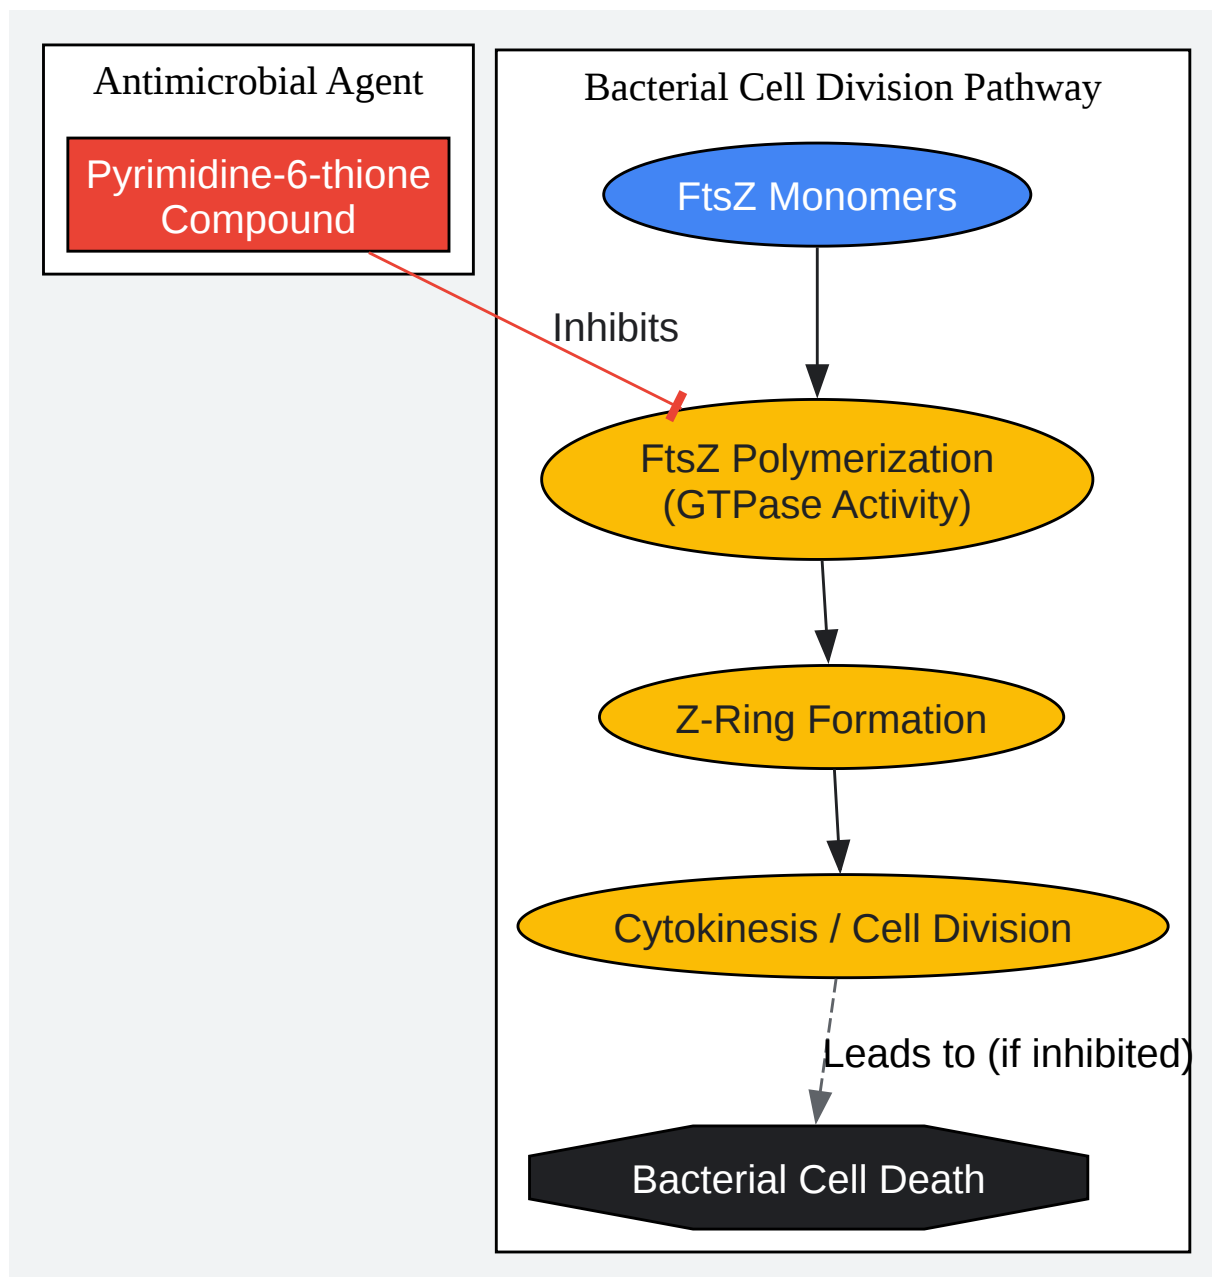 Antimicrobial Agent
Pyrimidine-6-thione
Compound
Bacterial Cell Division Pathway
FtsZ Monomers
Inhibits
FtsZ Polymerization
(GTPase Activity)
Z-Ring Formation
Cytokinesis / Cell Division
Leads to (if inhibited)
Bacterial Cell Death